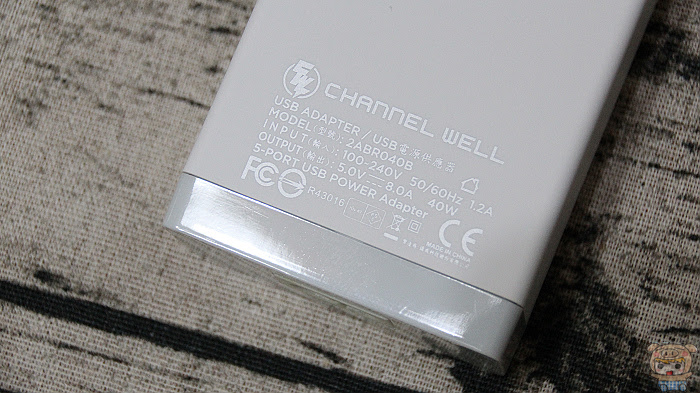 CHANNEL WELL
USB ADAPTER / USB電源供應器
MODEL(型號): 2ABR040B
INPUT(輸入): 100-240V 50/60Hz 1.2A
OUTPUT(輸出): 5.0V⎓8.0A 40W
5-PORT USB POWER Adapter
FC R43016 CE
MADE IN CHINA